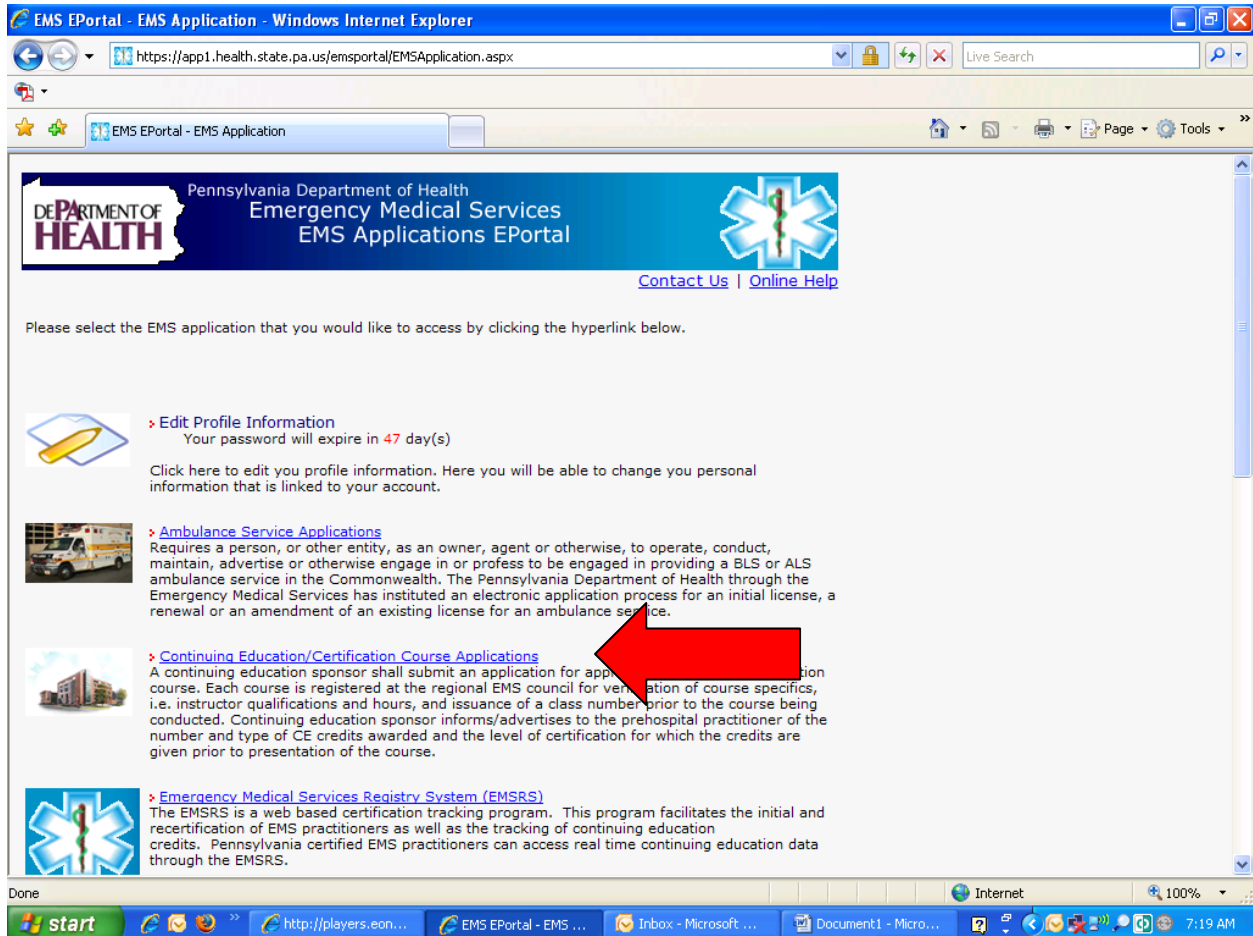 EMS EPortal - EMS Application - Windows Internet Explorer
https://app1.health.state.pa.us/emsportal/EMSApplication.aspx
Live Search
EMS EPortal - EMS Application
Page
Tools
Pennsylvania Department of Health
DEPARTMENT OF
HEALTH
Emergency Medical Services
EMS Applications EPortal
Contact Us | Online Help
Please select the EMS application that you would like to access by clicking the hyperlink below.
Edit Profile Information
Your password will expire in 47 day(s)
Click here to edit you profile information. Here you will be able to change you personal
information that is linked to your account.
Ambulance Service Applications
Requires a person, or other entity, as an owner, agent or otherwise, to operate, conduct,
maintain, advertise or otherwise engage in or profess to be engaged in providing a BLS or ALS
ambulance service in the Commonwealth. The Pennsylvania Department of Health through the
Emergency Medical Services has instituted an electronic application process for an initial license, a
renewal or an amendment of an existing license for an ambulance service.
Continuing Education/Certification Course Applications
A continuing education sponsor shall submit an application for
course. Each course is registered at the regional EMS council for verification of course specifics,
i.e. instructor qualifications and hours, and issuance of a class number prior to the course being
conducted. Continuing education sponsor informs/advertises to the prehospital practitioner of the
number and type of CE credits awarded and the level of certification for which the credits are
given prior to presentation of the course.
Emergency Medical Services Registry System (EMSRS)
The EMSRS is a web based certification tracking program. This program facilitates the initial and
recertification of EMS practitioners as well as the tracking of continuing education
credits. Pennsylvania certified EMS practitioners can access real time continuing education data
through the EMSRS.
Done
Internet
100%
start
http://players.eon...
EMS EPortal - EMS ...
Inbox - Microsoft ...
Document1 - Micro...
7:19 AM